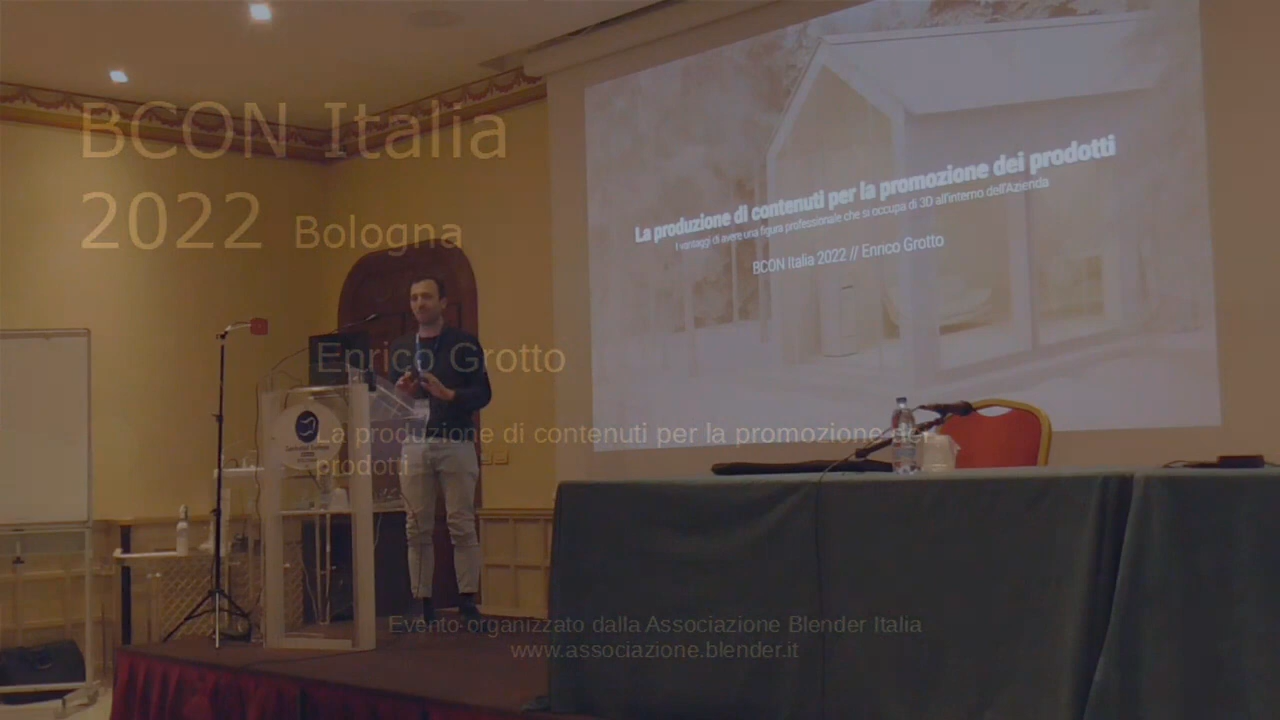 BCON Italia
2022 Bologna
Enrico Grotto
La produzione di contenuti per la promozione dei
prodotti
Evento organizzato dalla Associazione Blender Italia
www.associazione.blender.it
La produzione di contenuti per la promozione dei prodotti
I vantaggi di avere una figura professionale che si occupa di 3D all'interno dell'Azienda
BCON Italia 2022 // Enrico Grotto